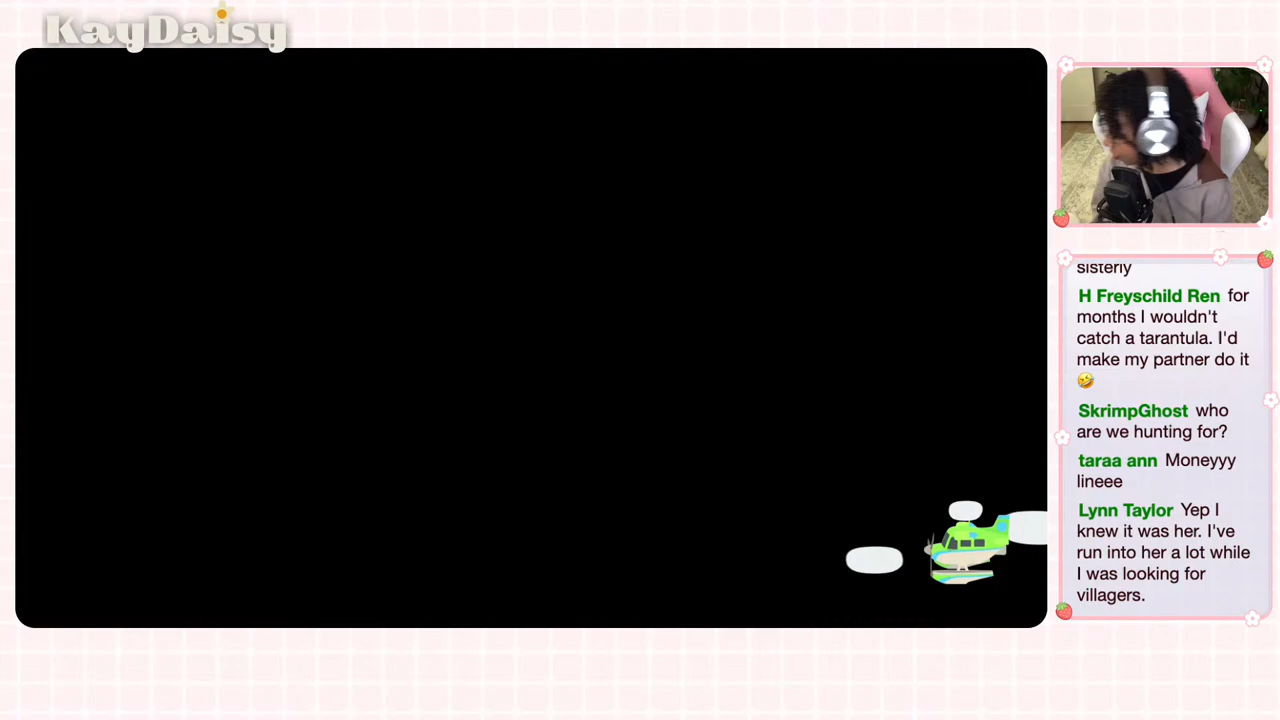 KayDaisy
sisterly
H Freyschild Ren for
months I wouldn't
catch a tarantula. I'd
make my partner do it
🤣
SkrimpGhost who
are we hunting for?
taraa ann Moneyyy
lineee
Lynn Taylor Yep I
knew it was her. I've
run into her a lot while
I was looking for
villagers.